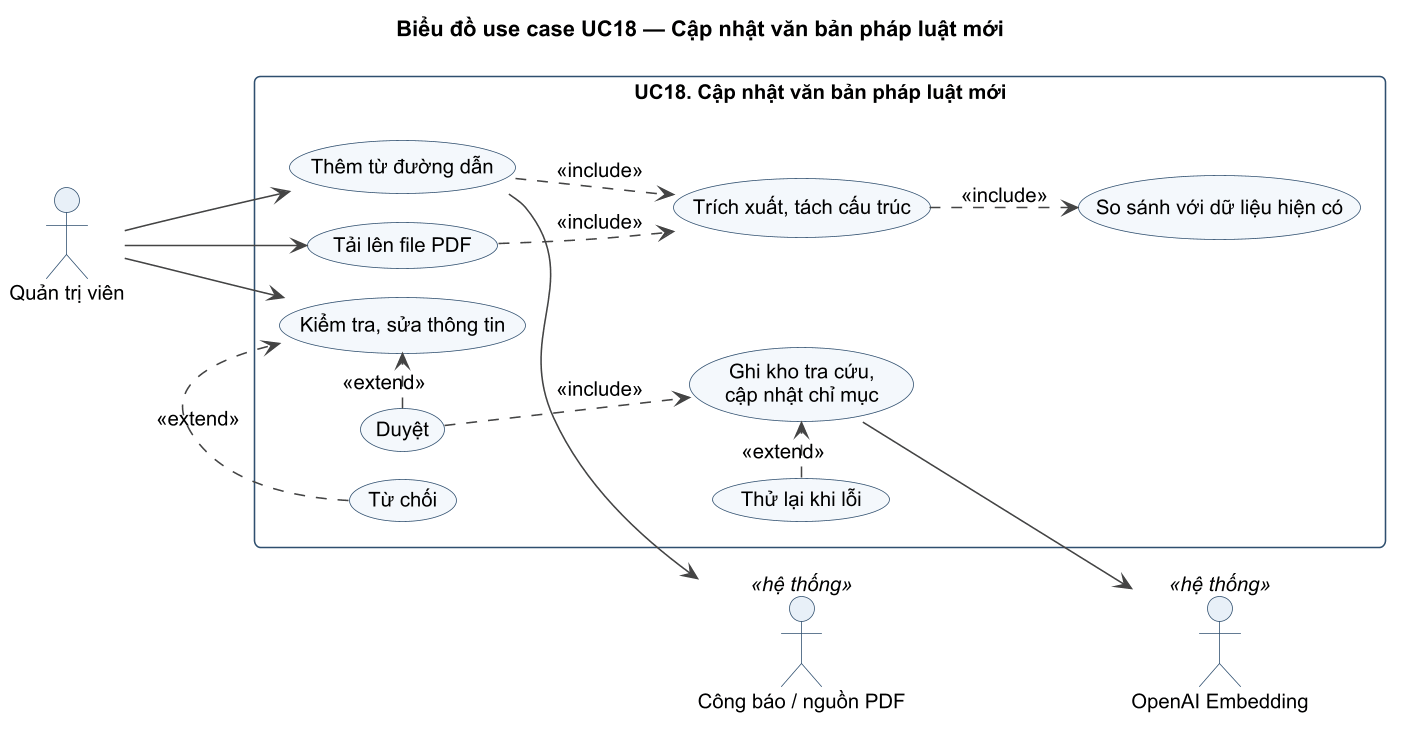 Biểu đồ use case UC18 — Cập nhật văn bản pháp luật mới
UC18. Cập nhật văn bản pháp luật mới
Thêm từ đường dẫn
«include»
Trích xuất, tách cấu trúc
«include»
So sánh với dữ liệu hiện có
«include»
Tải lên file PDF
Quản trị viên
Kiểm tra, sửa thông tin
«extend»
«extend»
Duyệt
«include»
Ghi kho tra cứu,
cập nhật chỉ mục
«extend»
Từ chối
Thử lại khi lỗi
«hệ thống»
Công báo / nguồn PDF
«hệ thống»
OpenAI Embedding